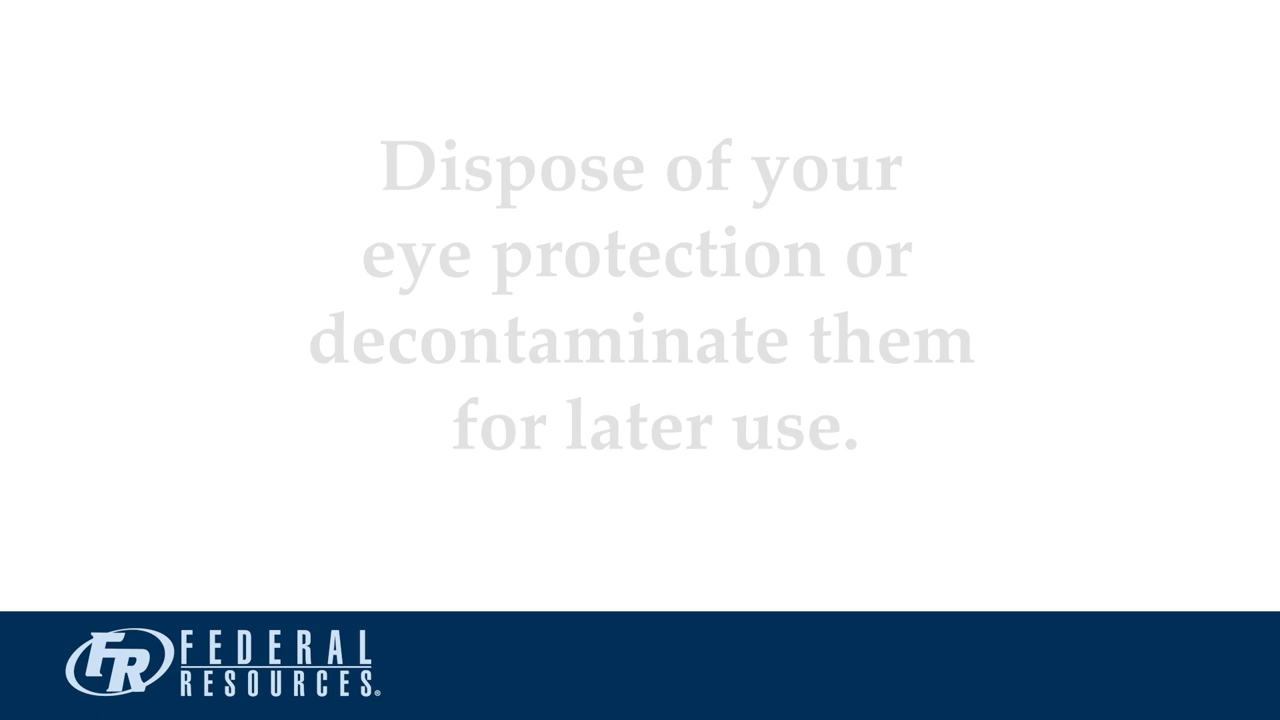 Dispose of your
eye protection or
decontaminate them
for later use.
FR FEDERAL
RESOURCES®